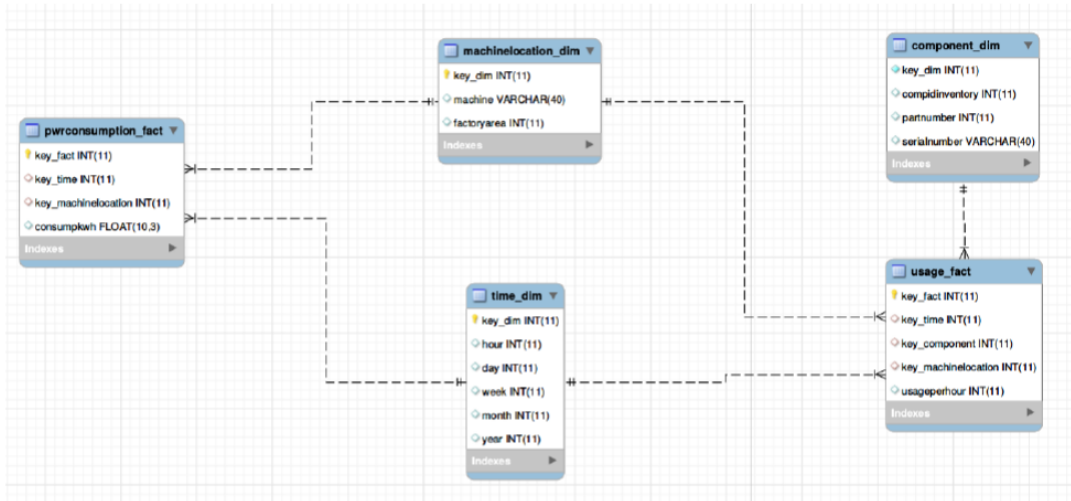 machinelocation_dim
key_dim INT(11)
machine VARCHAR(40)
factoryarea INT(11)
Indexes
component_dim
key_dim INT(11)
compidinventory INT(11)
partnumber INT(11)
serialnumber VARCHAR(40)
Indexes
pwrconsumption_fact
key_fact INT(11)
key_time INT(11)
key_machinelocation INT(11)
consumpkwh FLOAT(10,3)
Indexes
time_dim
key_dim INT(11)
hour INT(11)
day INT(11)
week INT(11)
month INT(11)
year INT(11)
Indexes
usage_fact
key_fact INT(11)
key_time INT(11)
key_component INT(11)
key_machinelocation INT(11)
usageperhour INT(11)
Indexes